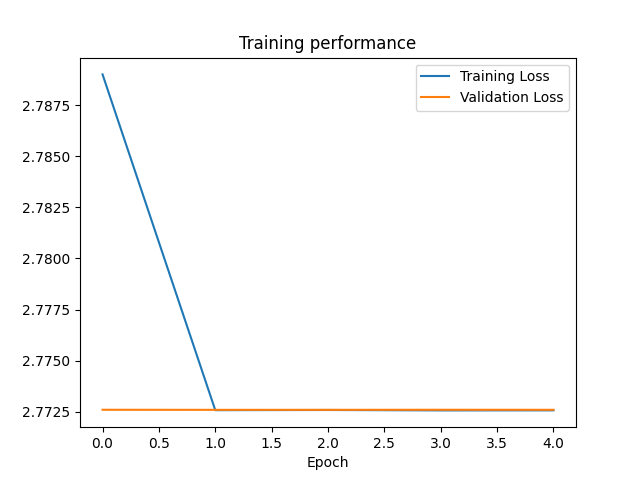 Training performance
Training Loss
Validation Loss
2.7875
2.7850
2.7825
2.7800
2.7775
2.7750
2.7725
0.0 0.5 1.0 1.5 2.0 2.5 3.0 3.5 4.0
Epoch